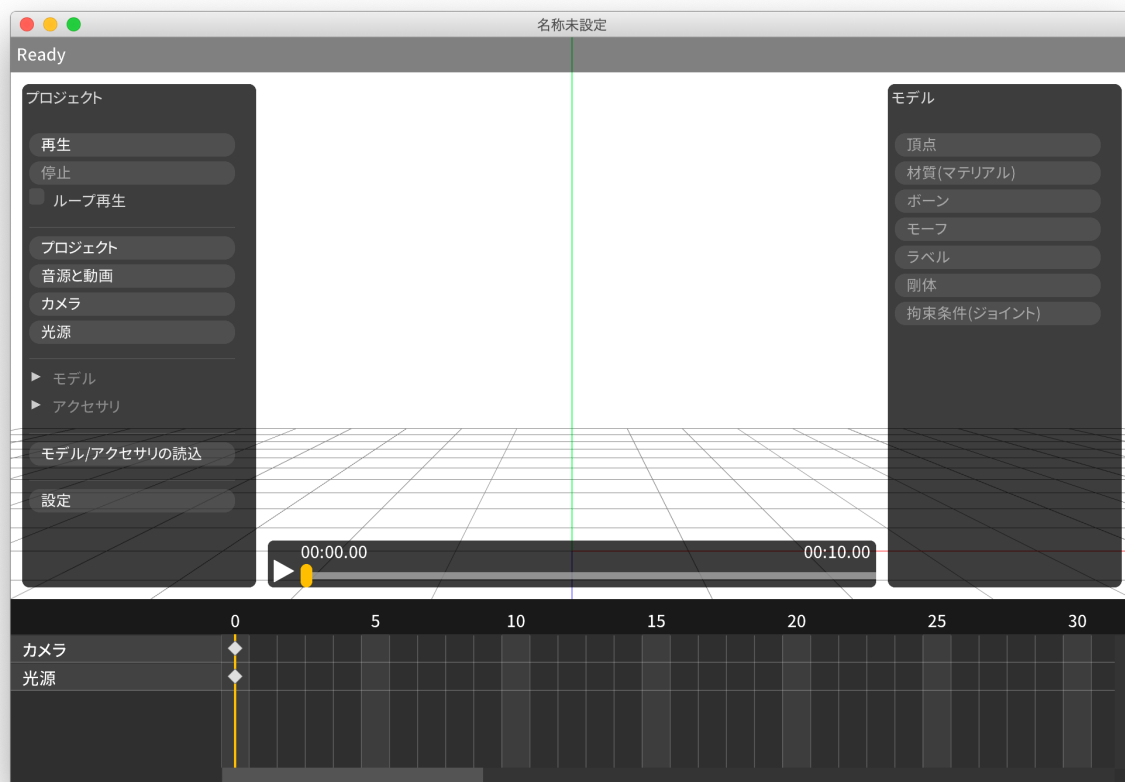 名称未設定
Ready
プロジェクト
再生
停止
ループ再生
プロジェクト
音源と動画
カメラ
光源
モデル
アクセサリ
モデル/アクセサリの読込
設定
モデル
頂点
材質(マテリアル)
ボーン
モーフ
ラベル
剛体
拘束条件(ジョイント)
00:00.00 00:10.00
0 5 10 15 20 25 30
カメラ
光源